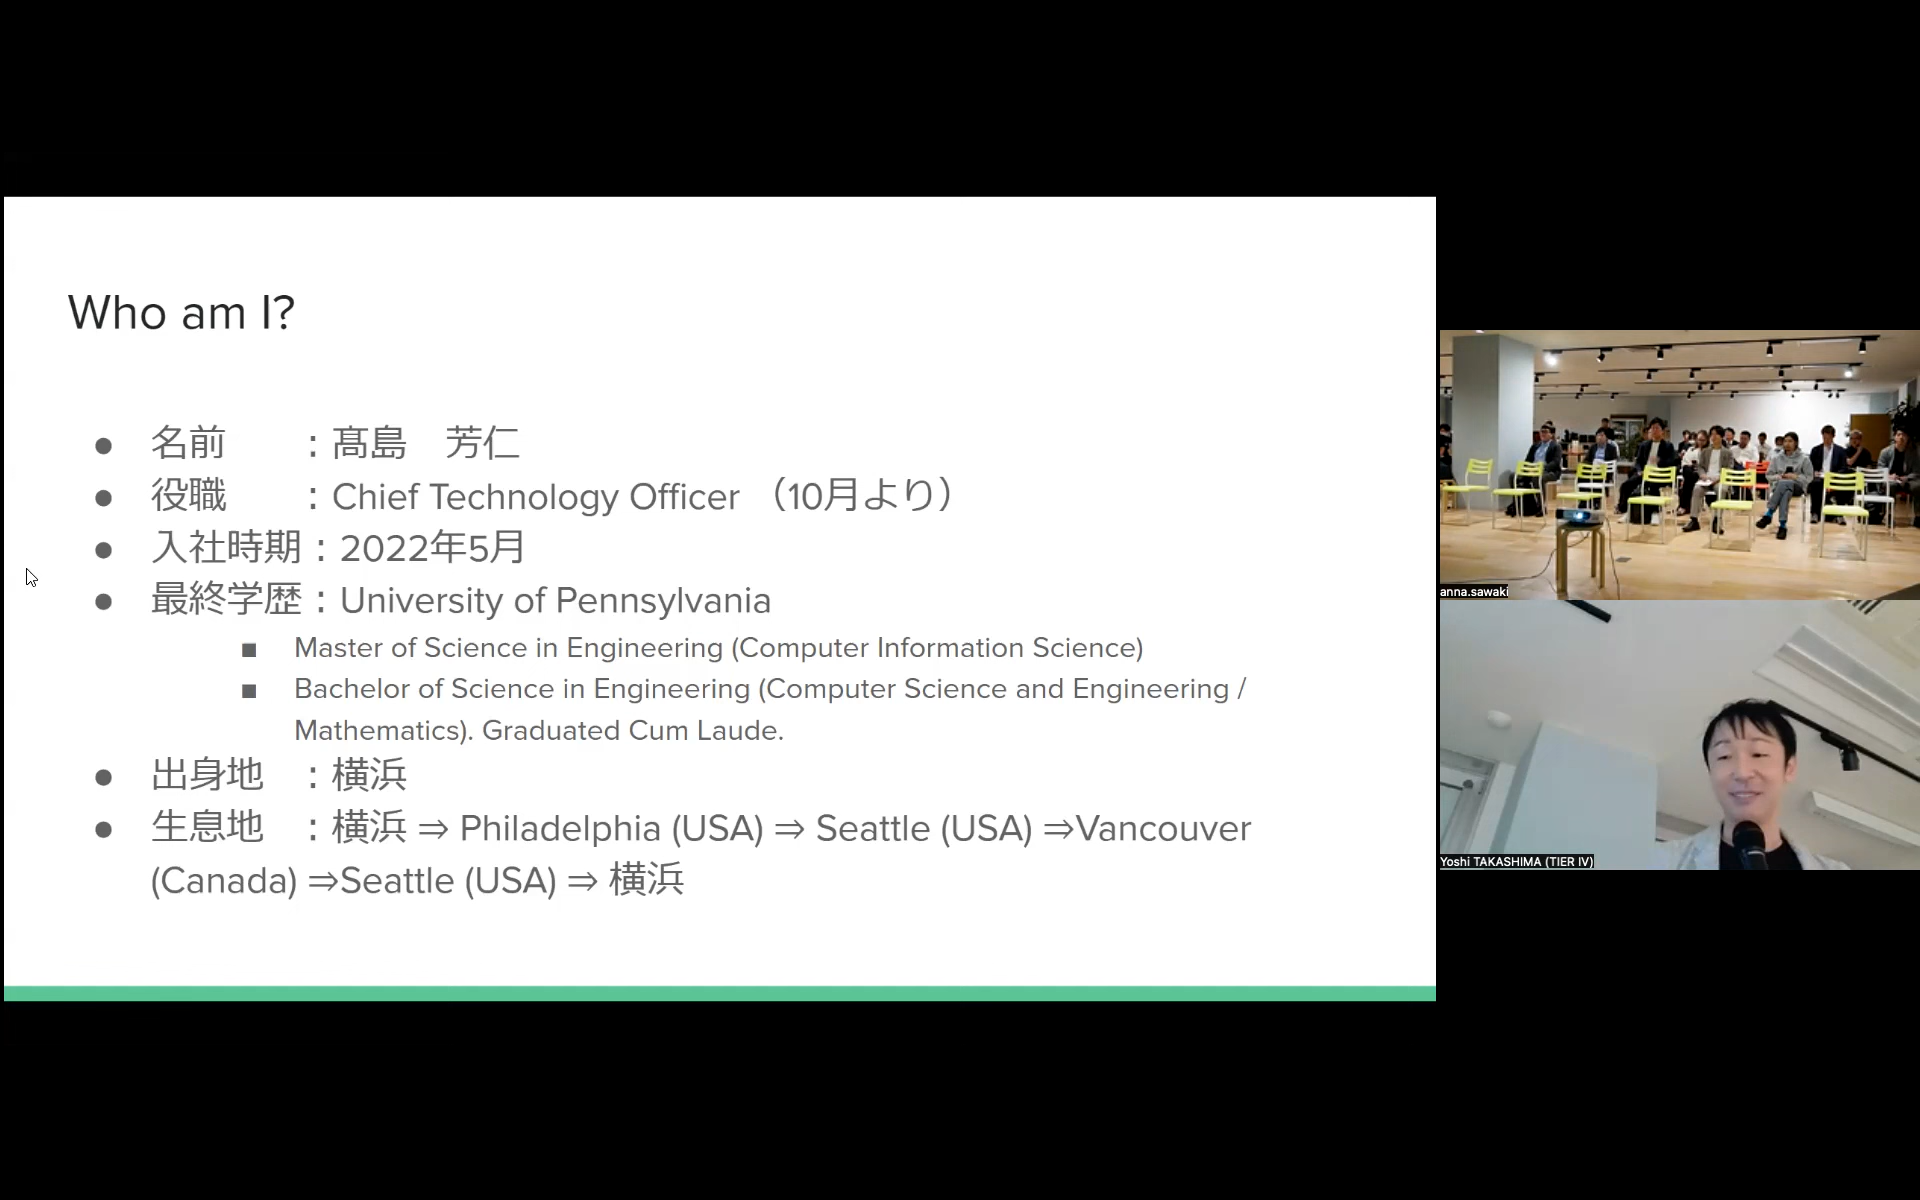 Who am I?
● 名前　　：髙島　芳仁
● 役職　　：Chief Technology Officer （10月より）
● 入社時期：2022年5月
● 最終学歴：University of Pennsylvania
■ Master of Science in Engineering (Computer Information Science)
■ Bachelor of Science in Engineering (Computer Science and Engineering /
Mathematics). Graduated Cum Laude.
● 出身地　：横浜
● 生息地　：横浜 ⇒ Philadelphia (USA) ⇒ Seattle (USA) ⇒Vancouver
(Canada) ⇒Seattle (USA) ⇒ 横浜
anna.sawaki
Yoshi TAKASHIMA (TIER IV)